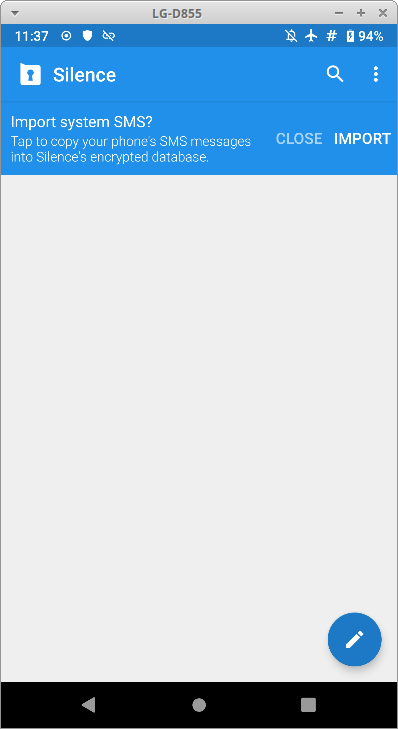 LG-D855
11:37 # 94%
Silence
Import system SMS?
Tap to copy your phone's SMS messages
into Silence's encrypted database.
CLOSE IMPORT